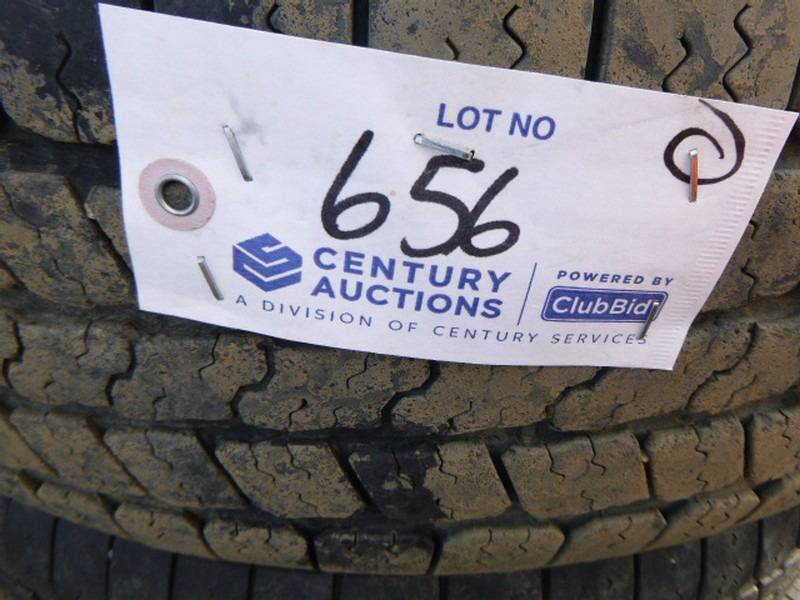 LOT NO
656
CENTURY
AUCTIONS
A DIVISION OF CENTURY SERVICES
POWERED BY
ClubBid